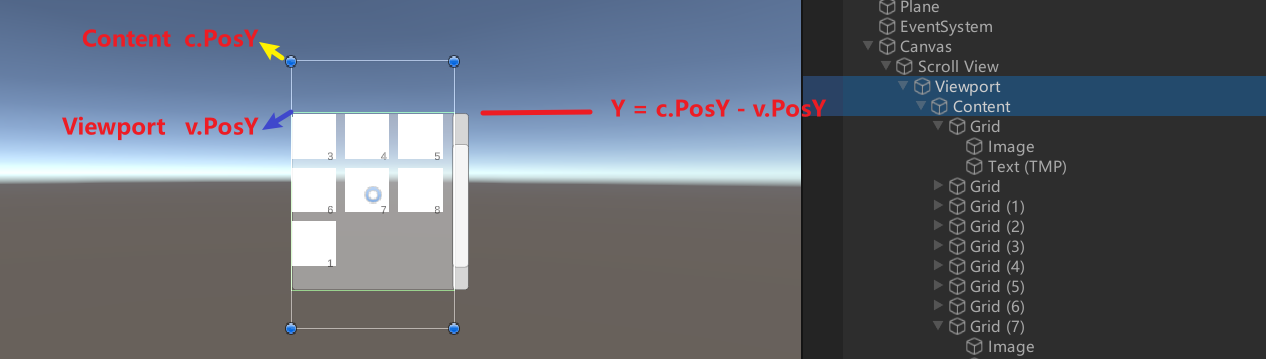 Content c.PosY
Viewport v.PosY
Y = c.PosY - v.PosY
3
4
5
6
7
8
1
Plane
EventSystem
Canvas
Scroll View
Viewport
Content
Grid
Image
Text (TMP)
Grid
Grid (1)
Grid (2)
Grid (3)
Grid (4)
Grid (5)
Grid (6)
Grid (7)
Image